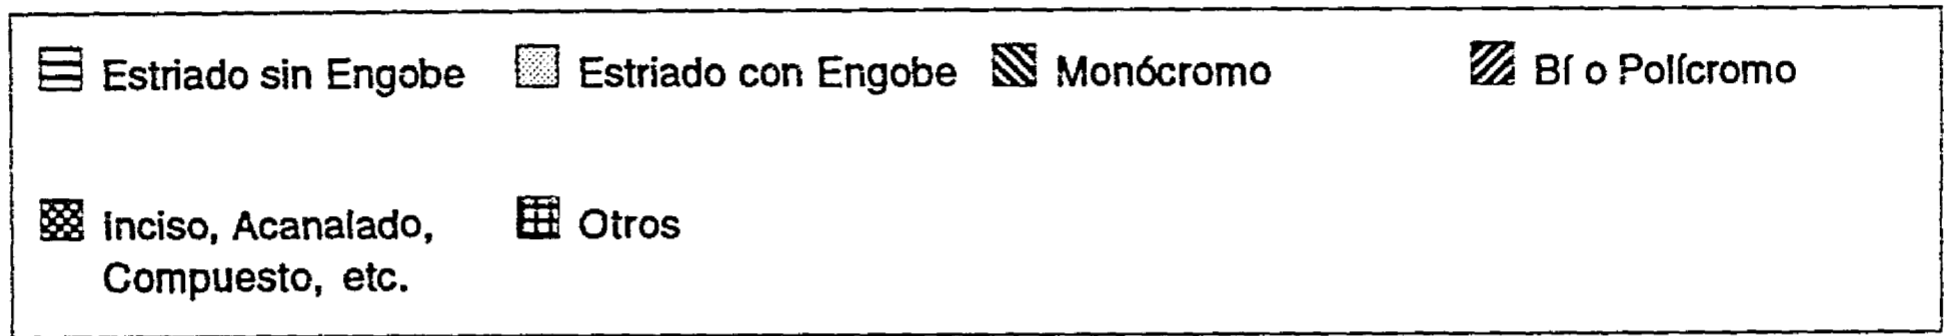 Estriado sin Engobe Estriado con Engobe Monócromo Bí o Polícromo
Inciso, Acanalado, Otros
Compuesto, etc.